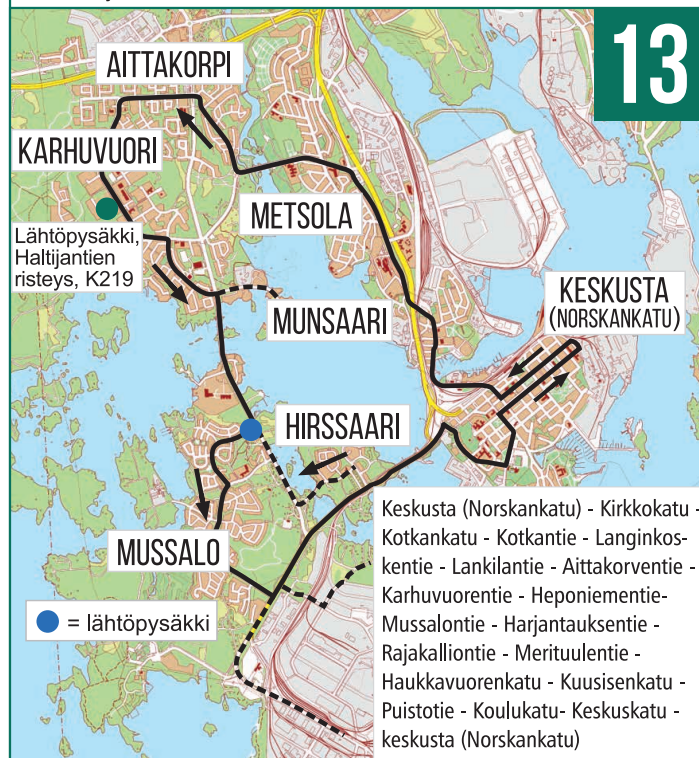 13
AITTAKORPI
KARHUVUORI
METSOLA
Lähtöpysäkki,
Haltijantien
risteys, K219
KESKUSTA
(NORSKANKATU)
MUNSAARI
HIRSSAARI
MUSSALO
= lähtöpysäkki
Keskusta (Norskankatu) - Kirkkokatu -
Kotkankatu - Kotkantie - Langinkos-
kentie - Lankilantie - Aittakorventie -
Karhuvuorentie - Heponiementie-
Mussalontie - Harjantauksentie -
Rajakalliontie - Merituulentie -
Haukkavuorenkatu - Kuusisenkatu -
Puistotie - Koulukatu- Keskuskatu -
keskusta (Norskankatu)